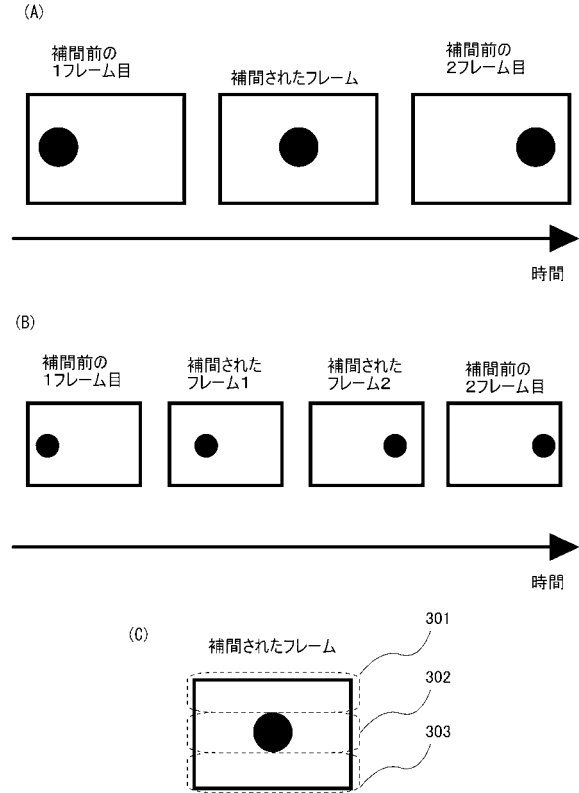 (A)
補間前の
1フレーム目
補間されたフレーム
補間前の
2フレーム目
時間
(B)
補間前の
1フレーム目
補間された
フレーム1
補間された
フレーム2
補間前の
2フレーム目
時間
(C)
補間されたフレーム
301
302
303